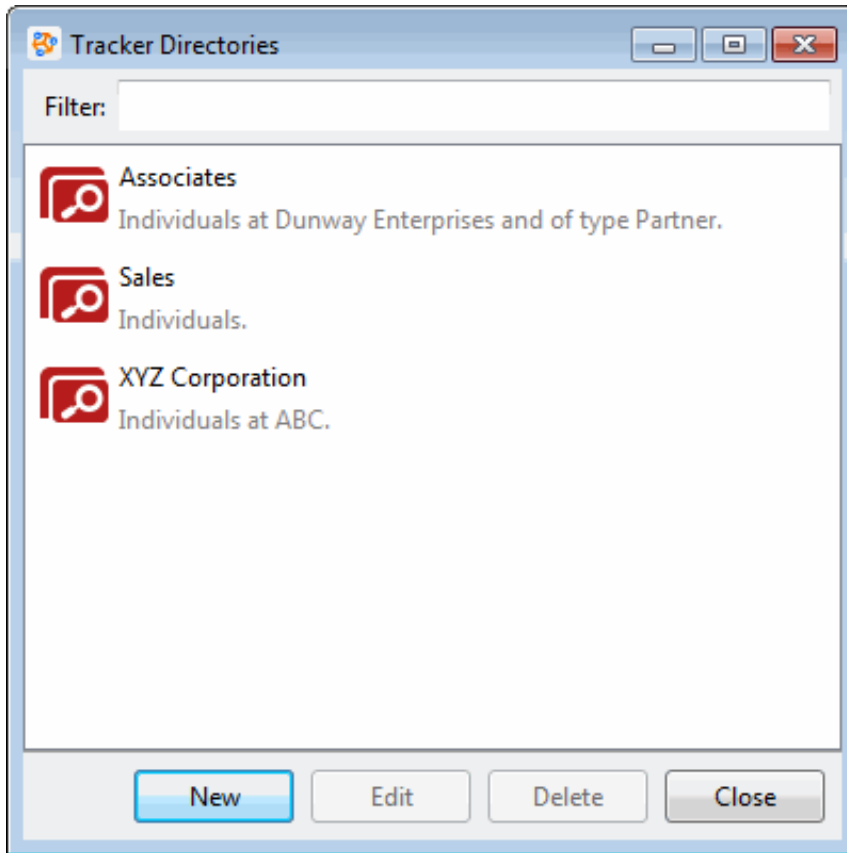 Tracker Directories
Filter:
Associates
Individuals at Dunway Enterprises and of type Partner.
Sales
Individuals.
XYZ Corporation
Individuals at ABC.
New Edit Delete Close